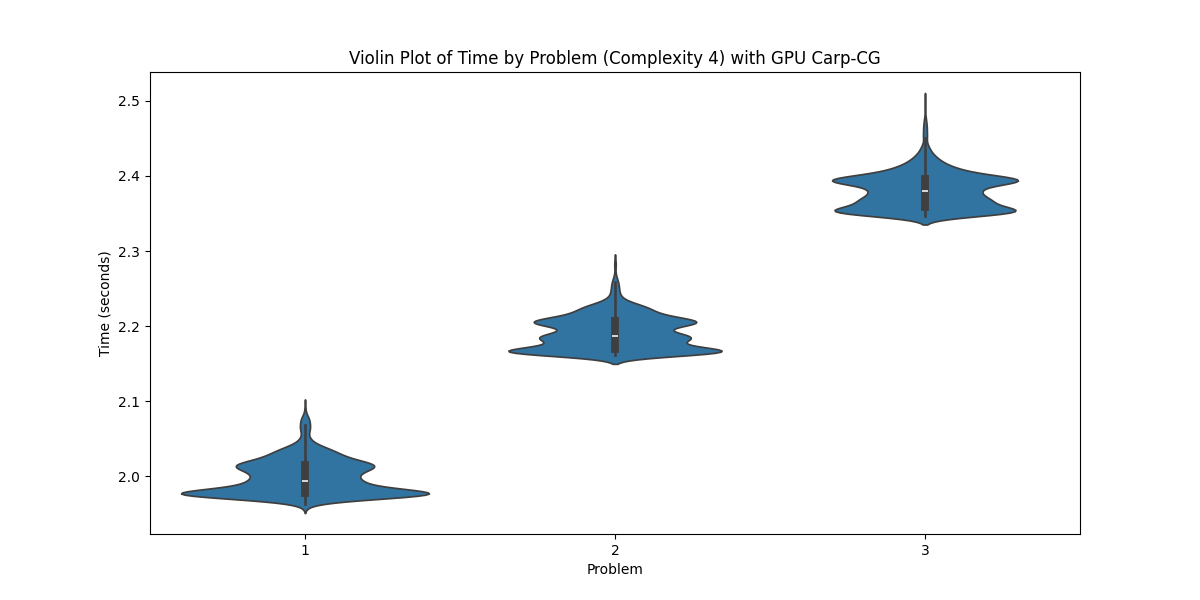 Violin Plot of Time by Problem (Complexity 4) with GPU Carp-CG
2.5
2.4
2.3
2.2
2.1
2.0
Time (seconds)
1 2 3
Problem